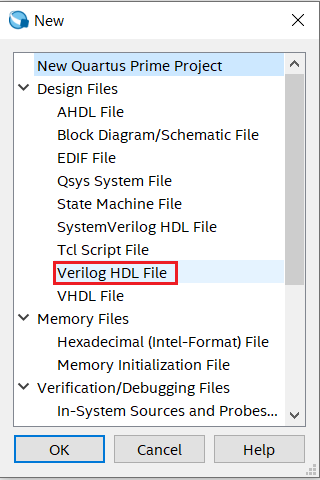 New
New Quartus Prime Project
Design Files
AHDL File
Block Diagram/Schematic File
EDIF File
Qsys System File
State Machine File
SystemVerilog HDL File
Tcl Script File
Verilog HDL File
VHDL File
Memory Files
Hexadecimal (Intel-Format) File
Memory Initialization File
Verification/Debugging Files
In-System Sources and Probes...
OK Cancel Help